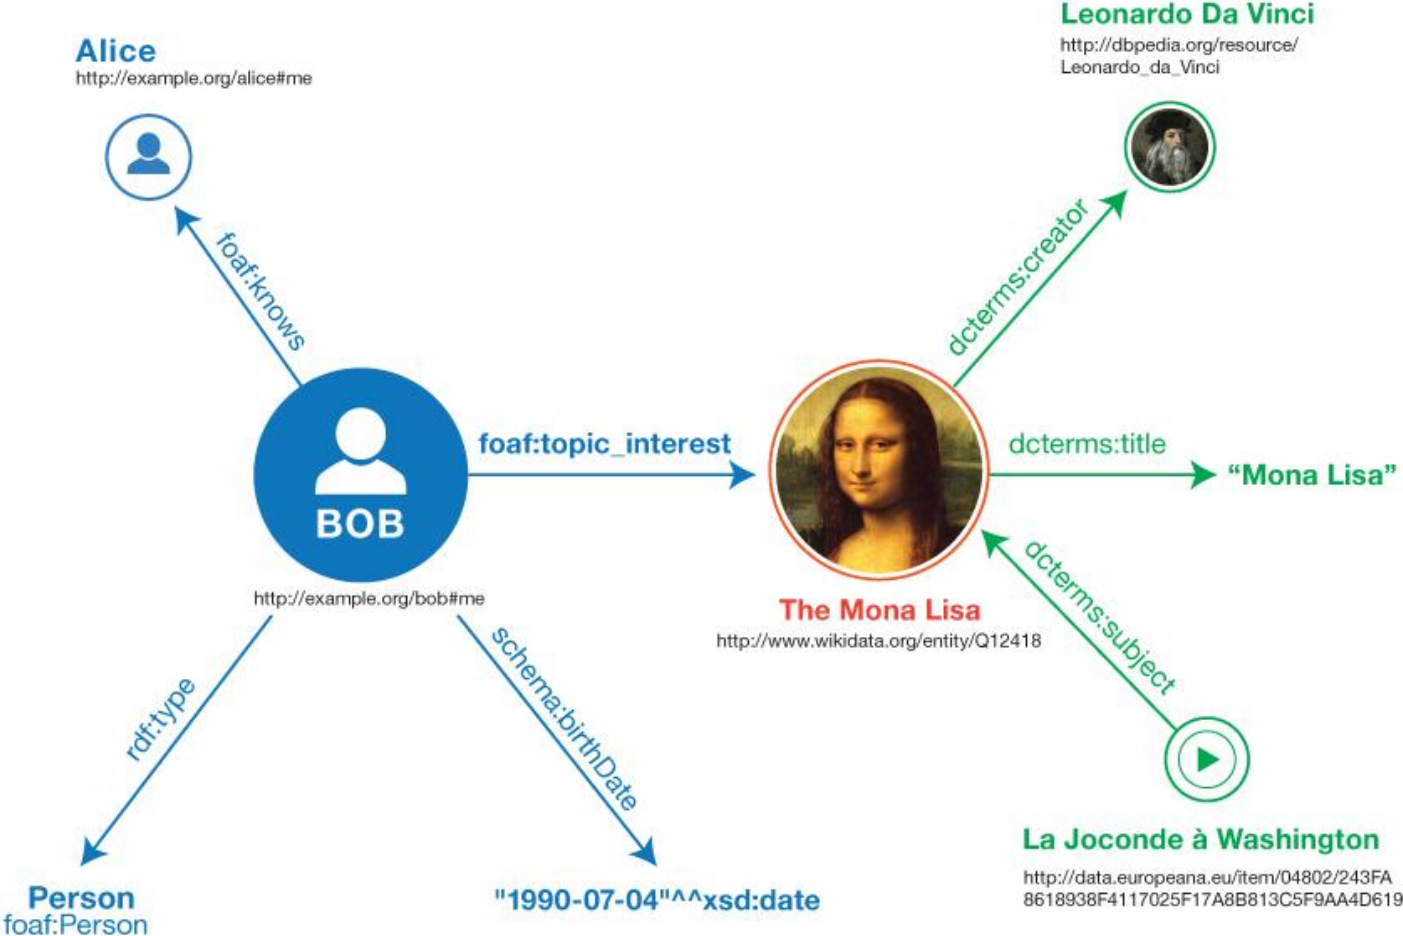 Leonardo Da Vinci
http://dbpedia.org/resource/
Leonardo_da_Vinci
Alice
http://example.org/alice#me
foaf:knows
dcterms:creator
BOB
http://example.org/bob#me
foaf:topic_interest
The Mona Lisa
http://www.wikidata.org/entity/Q12418
dcterms:title
“Mona Lisa”
dcterms:subject
rdf:type
schema:birthDate
Person
foaf:Person
"1990-07-04"^^xsd:date
La Joconde à Washington
http://data.europeana.eu/item/04802/243FA
8618938F4117025F17A8B813C5F9AA4D619